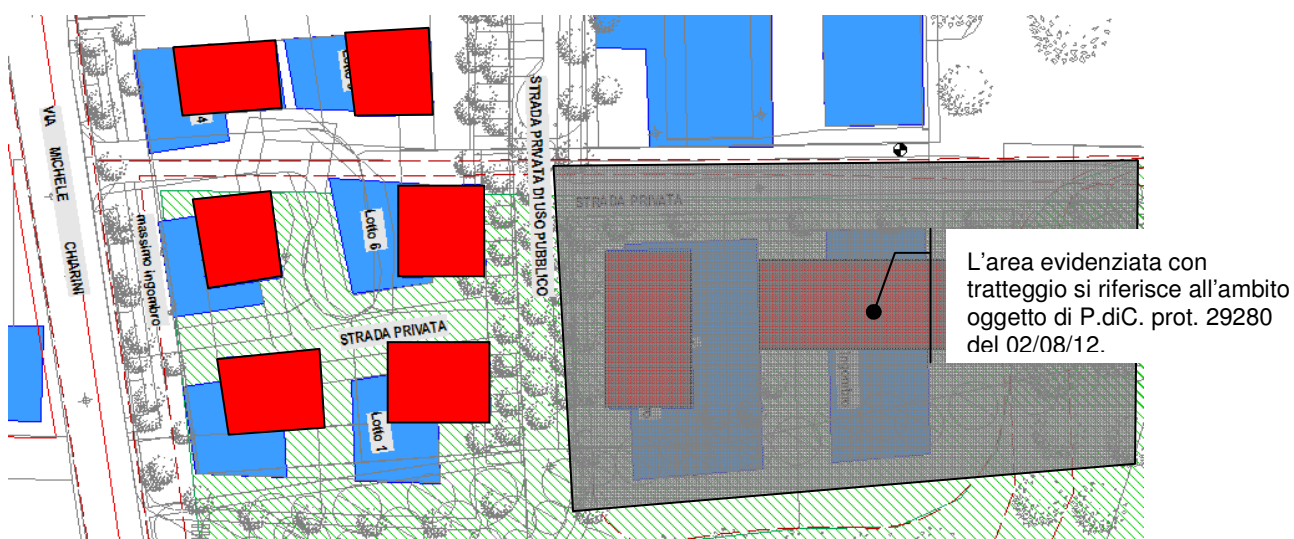 VIA MICHELE CHIARINI
massimo ingombro
4
Lotto 6
Lotto 1
STRADA PRIVATA
STRADA PRIVATA DI USO PUBBLICO
STRADA PRIVATA
L'area evidenziata con
tratteggio si riferisce all'ambito
oggetto di P.diC. prot. 29280
del 02/08/12.